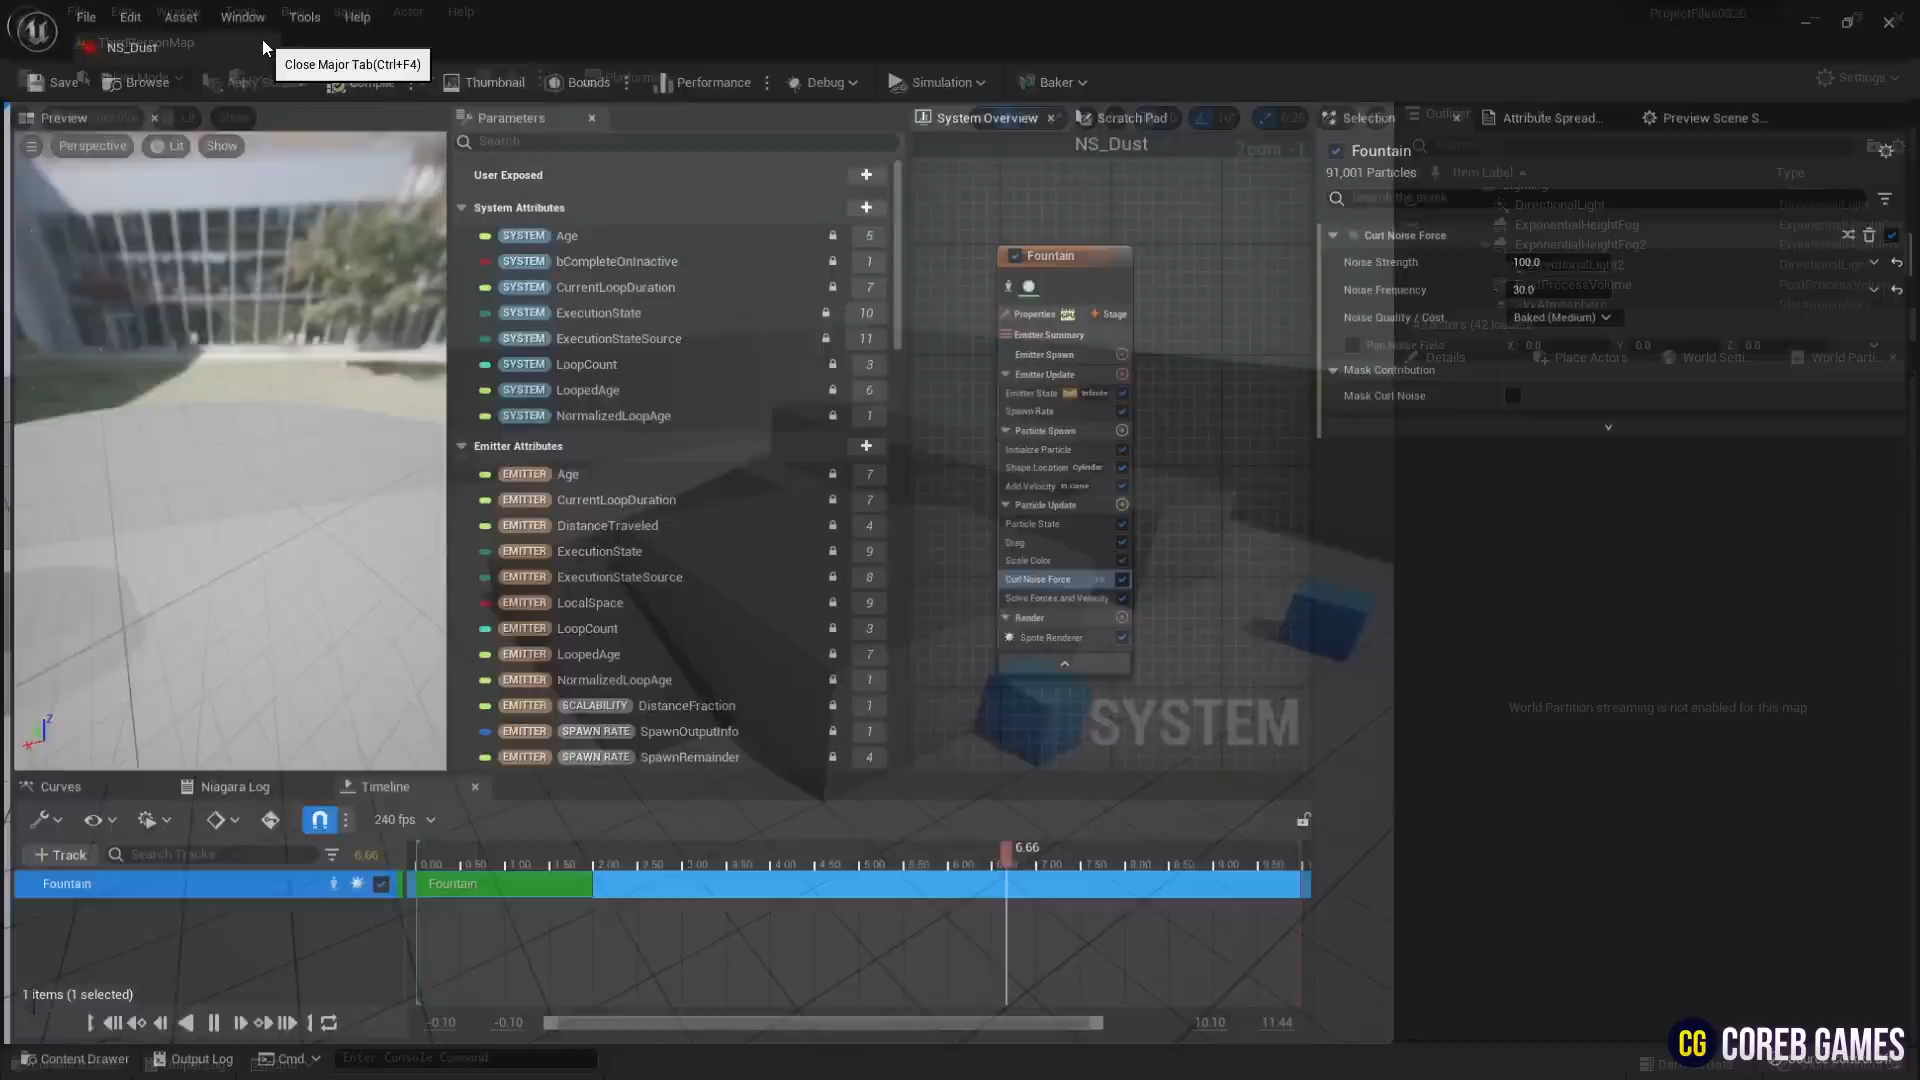 File Edit Asset Window Tools Help
Actor Help
ProjectFiles
NS_Dust
ThirdPersonMap
Close Major Tab(Ctrl+F4)
Save Browse Compile Thumbnail Bounds Performance Debug Simulation Baker
Settings
Preview
Perspective Lit Show
Parameters
Search
User Exposed
System Attributes
SYSTEM Age 5
SYSTEM bCompleteOnInactive 1
SYSTEM CurrentLoopDuration 7
SYSTEM ExecutionState 10
SYSTEM ExecutionStateSource 11
SYSTEM LoopCount 3
SYSTEM LoopedAge 6
SYSTEM NormalizedLoopAge 1
Emitter Attributes
EMITTER Age 7
EMITTER CurrentLoopDuration 7
EMITTER DistanceTraveled 4
EMITTER ExecutionState 9
EMITTER ExecutionStateSource 8
EMITTER LocalSpace 9
EMITTER LoopCount 3
EMITTER LoopedAge 7
EMITTER NormalizedLoopAge 1
EMITTER SCALABILITY DistanceFraction 1
EMITTER SPAWN RATE SpawnOutputInfo 1
EMITTER SPAWN RATE SpawnRemainder 4
System Overview Scratch Pad
NS_Dust
Zoom -1
Fountain
Properties Stage
Emitter Summary
Emitter Spawn
Emitter Update
Emitter State Self Infinite
Spawn Rate
Particle Spawn
Initialize Particle
Shape Location Cylinder
Add Velocity In Cone
Particle Update
Particle State
Drag
Scale Color
Curl Noise Force
Solve Forces and Velocity
Render
Sprite Renderer
SYSTEM
Selection Outliner Attribute Spread... Preview Scene S...
Fountain
91,001 Particles
Item Label Type
DirectionalLight
ExponentialHeightFog
ExponentialHeightFog2
Curl Noise Force
Noise Strength 100.0
Noise Frequency 30.0
Noise Quality / Cost Baked (Medium)
Pan Noise Field X 0.0 Y 0.0 Z 0.0
Details Place Actors World Setti World Parti...
Mask Contribution
Mask Curl Noise
World Partition streaming is not enabled for this map
Curves Niagara Log Timeline
240 fps
Track Search Tracks 6.66
6.66
0.00 0.50 1.00 1.50 2.00 2.50 3.00 3.50 4.00 4.50 5.00 5.50 6.00 7.00 7.50 8.00 8.50 9.00 9.50
Fountain Fountain
1 items (1 selected)
-0.10 -0.10 10.10 11.44
Content Drawer Output Log Cmd Enter Console Command
CG COREB GAMES